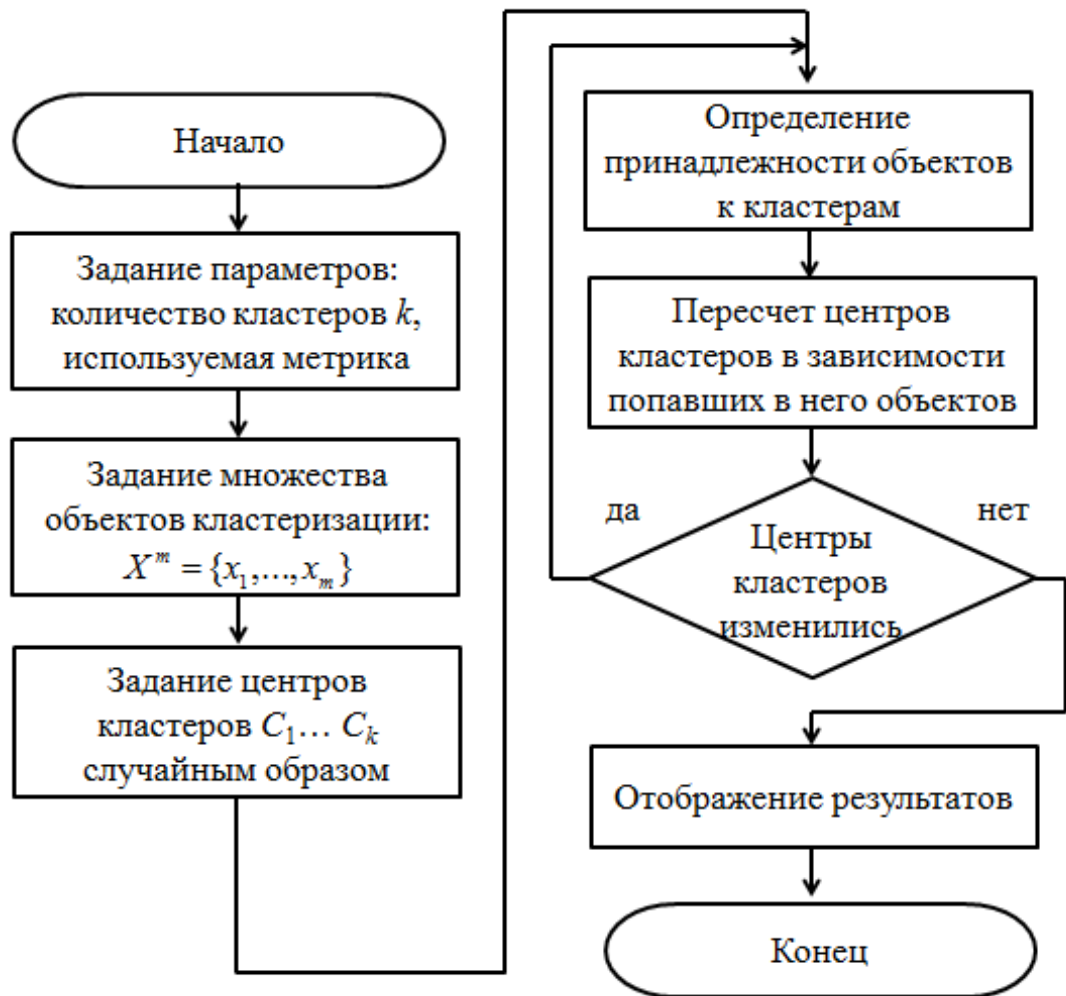 Начало
Задание параметров:
количество кластеров k,
используемая метрика
Задание множества
объектов кластеризации:
X^m = {x_1,...,x_m}
Задание центров
кластеров C_1... C_k
случайным образом
Определение
принадлежности объектов
к кластерам
Пересчет центров
кластеров в зависимости
попавших в него объектов
да
нет
Центры
кластеров
изменились
Отображение результатов
Конец